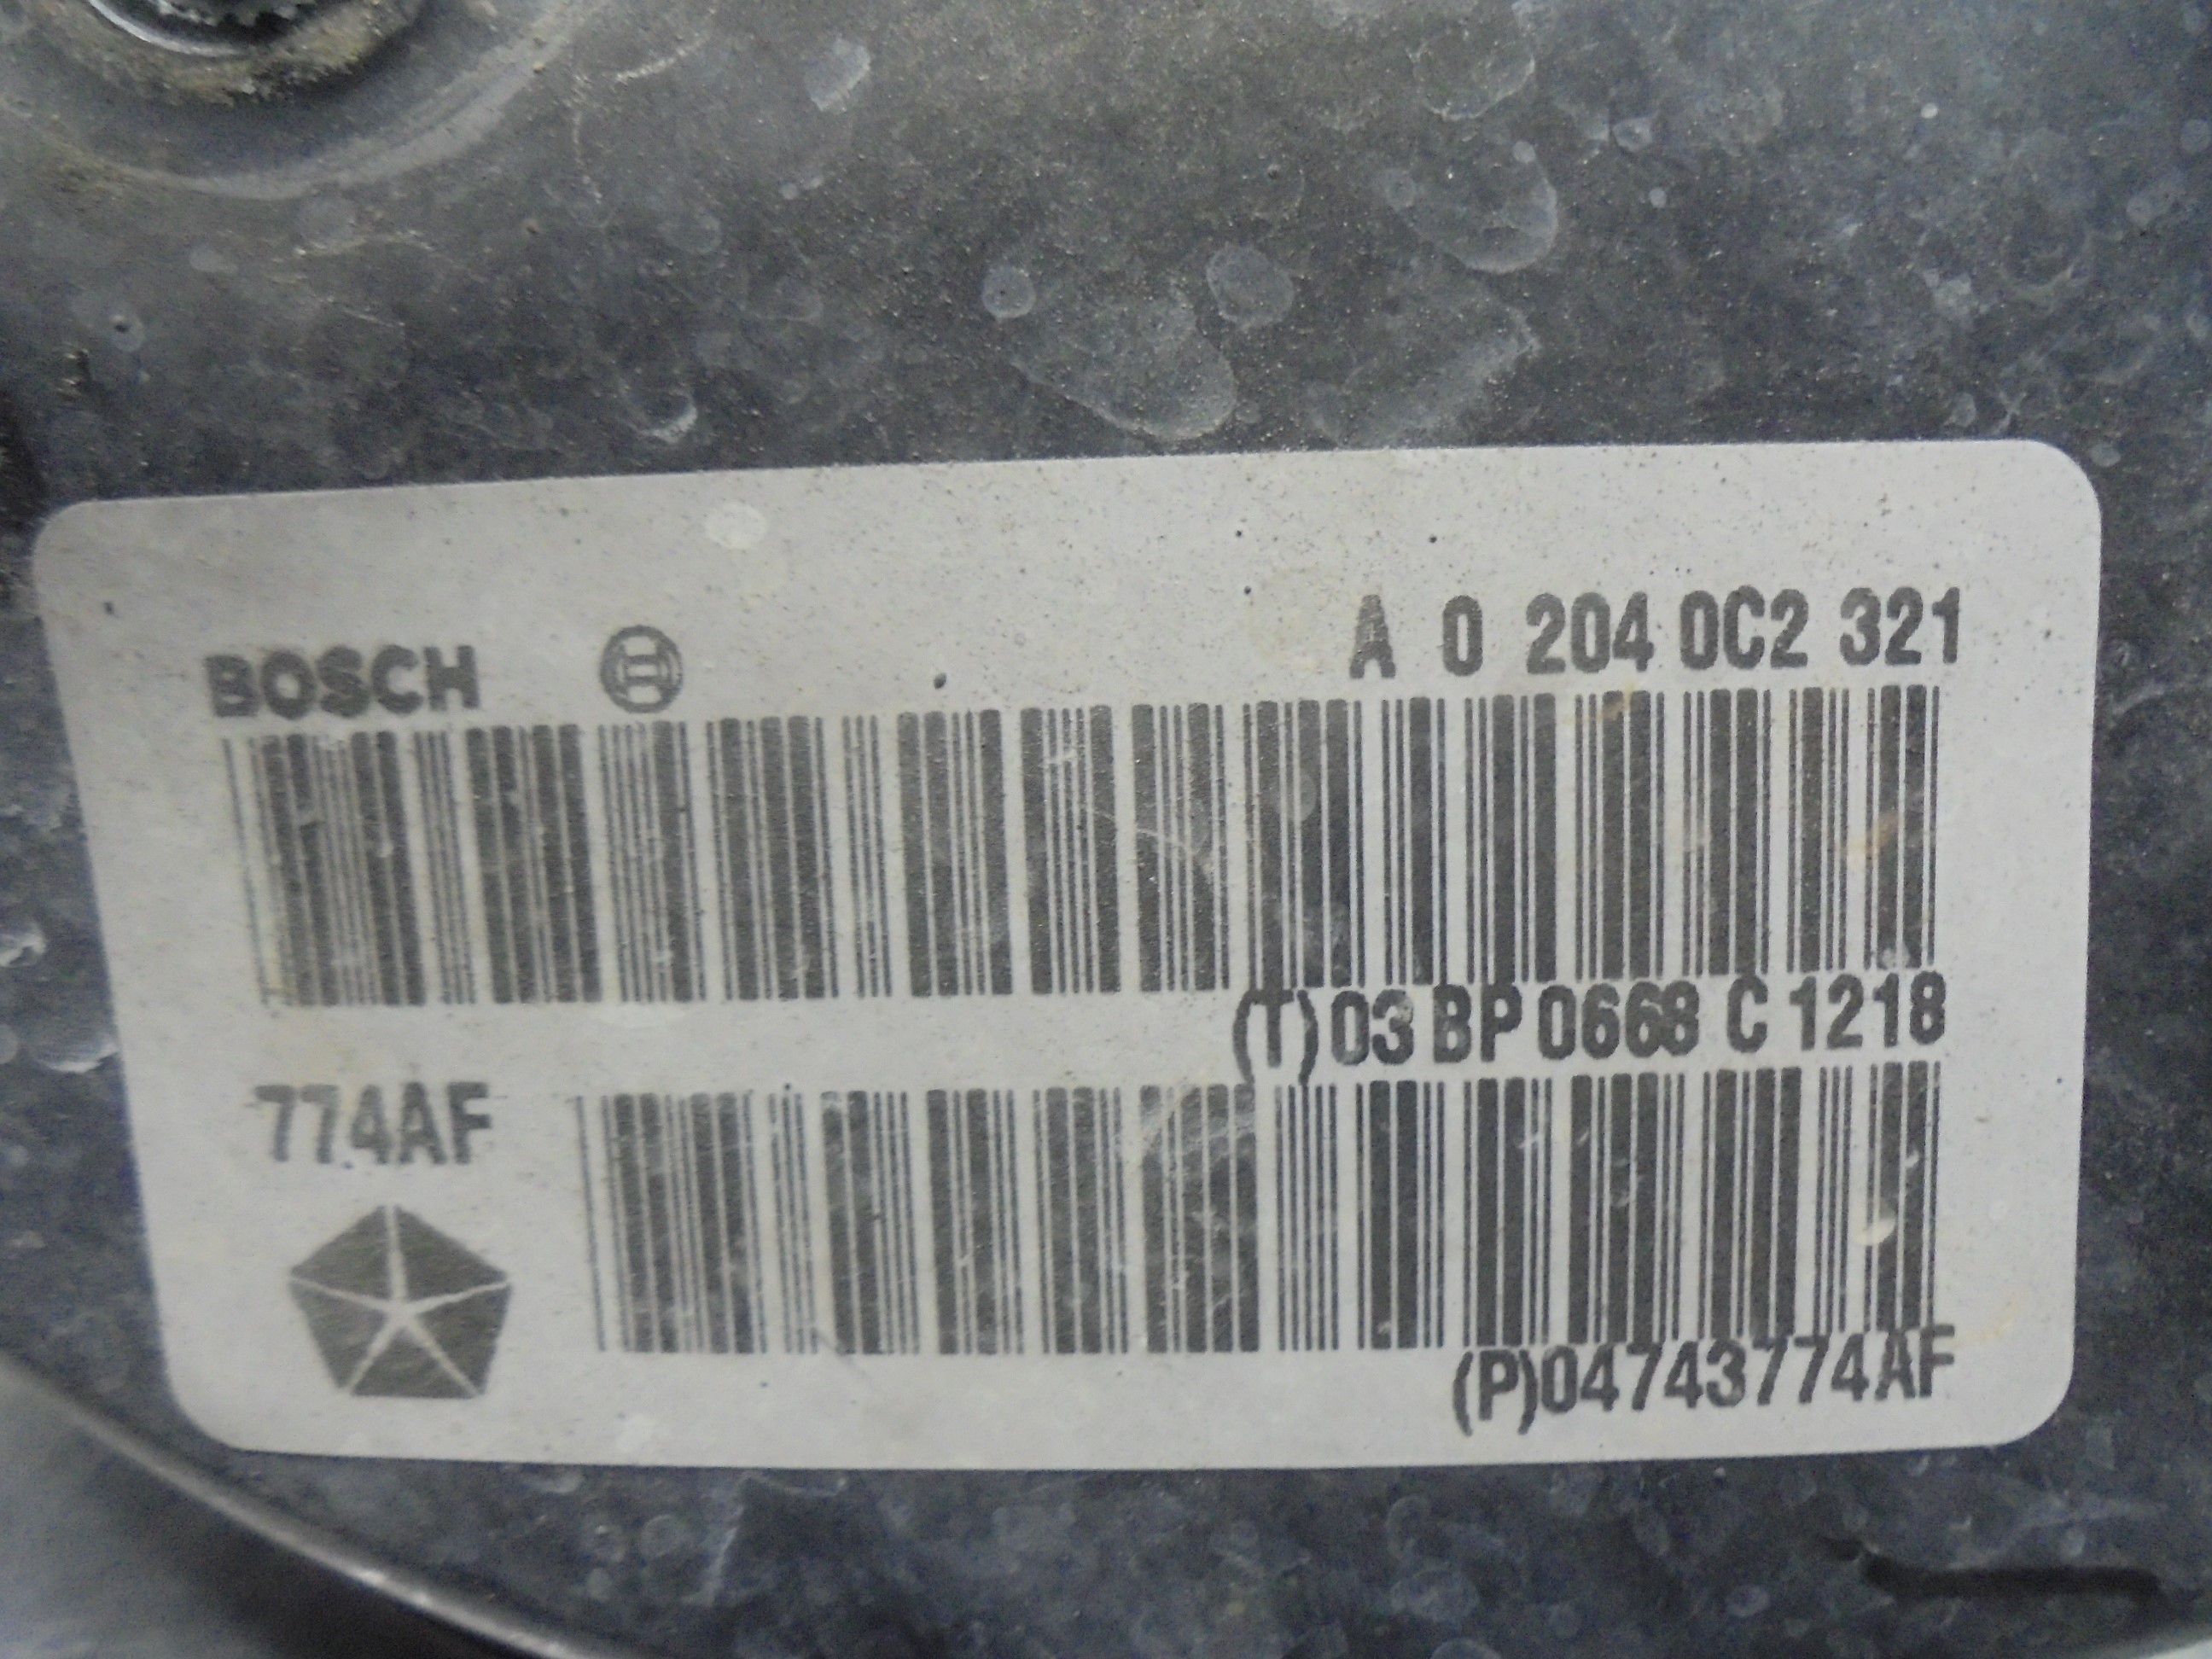 BOSCH A 0 204 0C2 321
(T)03 BP 0668 C 1218
774AF
(P)04743774AF